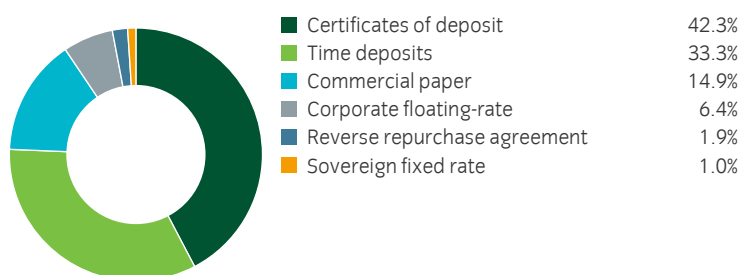 Certificates of deposit 42.3%
Time deposits 33.3%
Commercial paper 14.9%
Corporate floating-rate 6.4%
Reverse repurchase agreement 1.9%
Sovereign fixed rate 1.0%